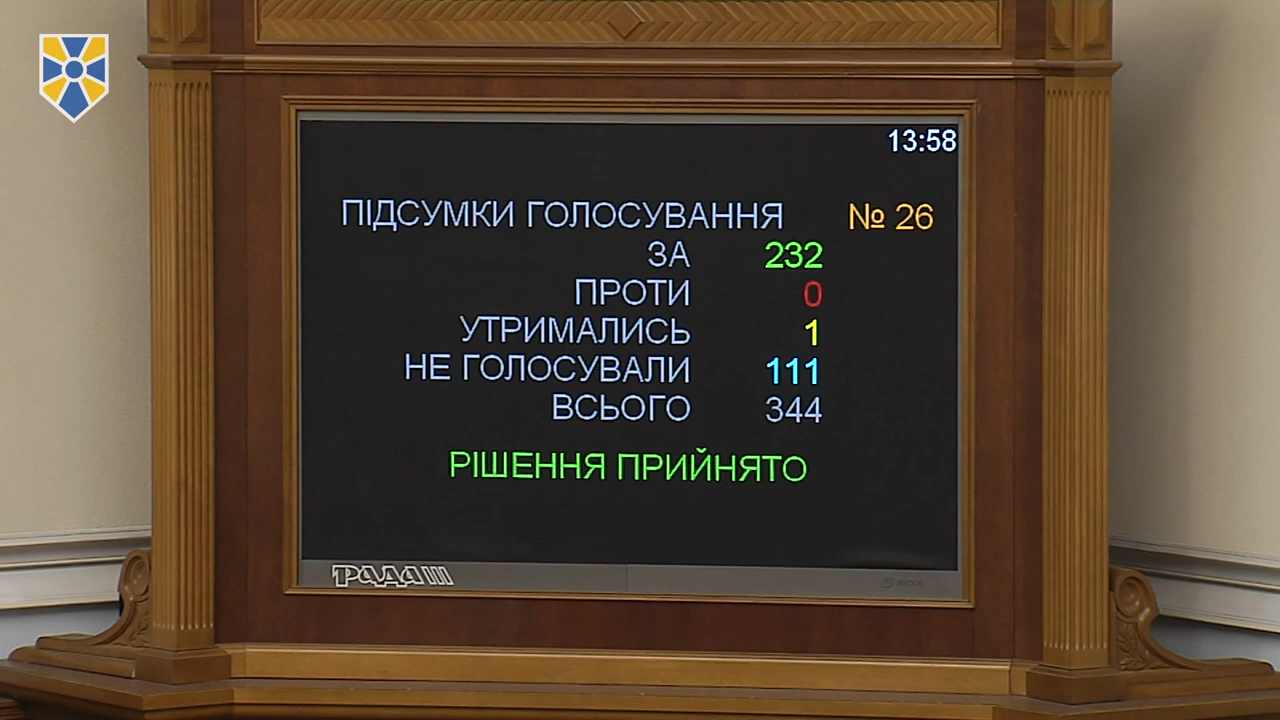 13:58
ПІДСУМКИ ГОЛОСУВАННЯ № 26
ЗА 232
ПРОТИ 0
УТРИМАЛИСЬ 1
НЕ ГОЛОСУВАЛИ 111
ВСЬОГО 344
РІШЕННЯ ПРИЙНЯТО
РАДА III